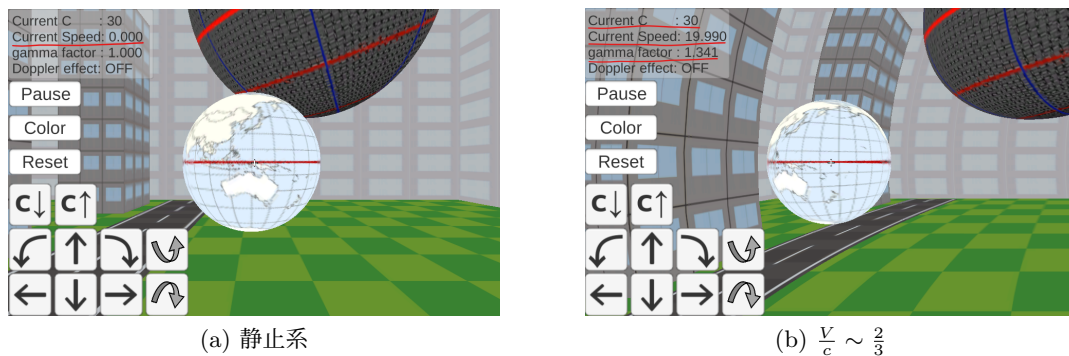 Current C : 30
Current Speed: 0.000
gamma factor : 1.000
Doppler effect: OFF
Pause
Color
Reset
C↓ C↑
(a) 静止系
Current C : 30
Current Speed: 19.990
gamma factor : 1.341
Doppler effect: OFF
Pause
Color
Reset
C↓ C↑
(b) V/c ∼ 2/3